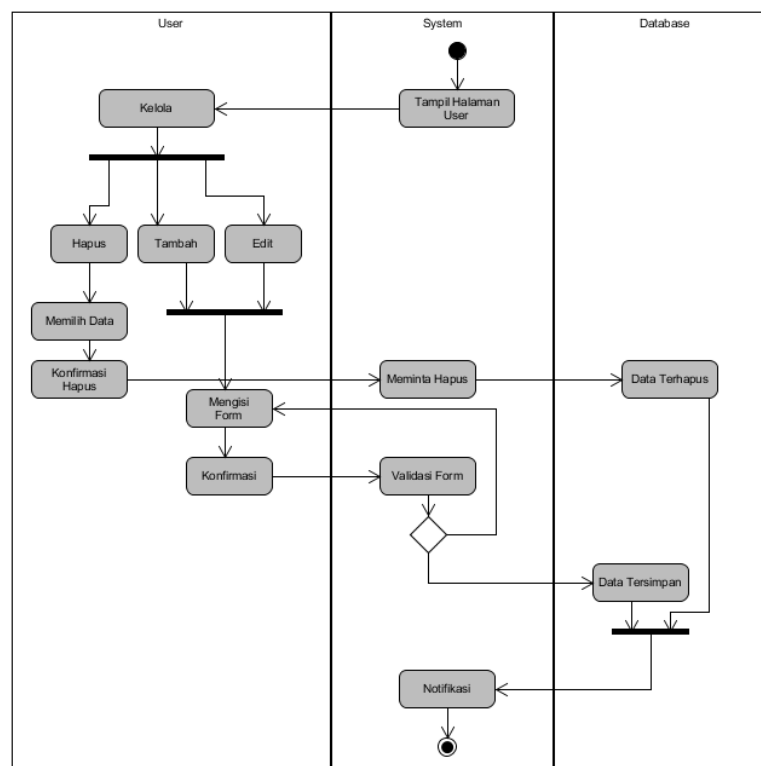 User
System
Database
Tampil Halaman
User
Kelola
Hapus
Tambah
Edit
Memilih Data
Konfirmasi
Hapus
Meminta Hapus
Data Terhapus
Mengisi
Form
Konfirmasi
Validasi Form
Data Tersimpan
Notifikasi